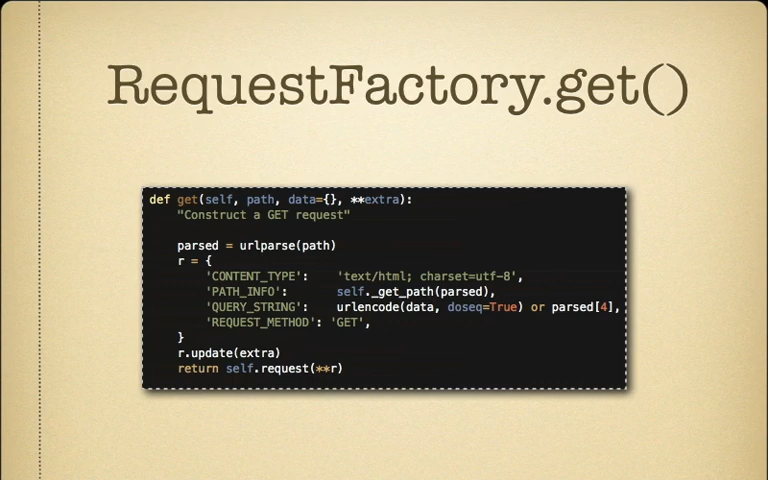 RequestFactory.get()
def get(self, path, data={}, **extra):
"Construct a GET request"
parsed = urlparse(path)
r = {
'CONTENT_TYPE':    'text/html; charset=utf-8',
'PATH_INFO':       self._get_path(parsed),
'QUERY_STRING':    urlencode(data, doseq=True) or parsed[4],
'REQUEST_METHOD': 'GET',
}
r.update(extra)
return self.request(**r)